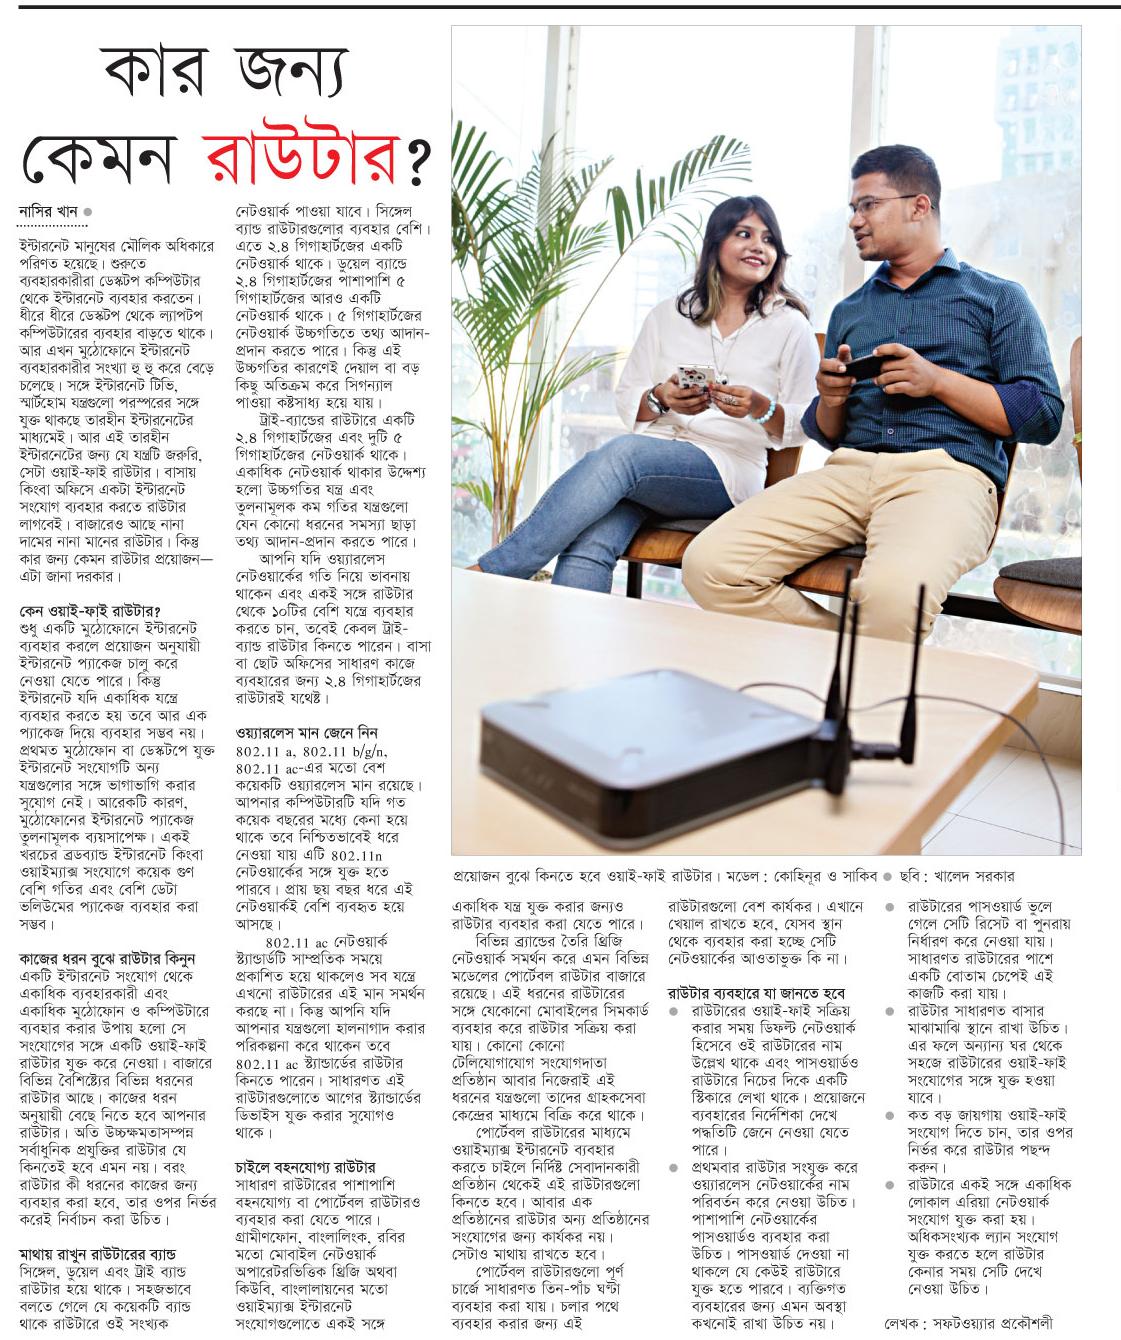 কার জন্য
কেমন রাউটার?
নাসির খান
ইন্টারনেট মানুষের মৌলিক অধিকারে
পরিণত হয়েছে। শুরুতে
ব্যবহারকারীরা ডেস্কটপ কম্পিউটার
থেকে ইন্টারনেট ব্যবহার করতেন।
ধীরে ধীরে ডেস্কটপ থেকে ল্যাপটপ
কম্পিউটারের ব্যবহার বাড়তে থাকে।
আর এখন মুঠোফোনে ইন্টারনেট
ব্যবহারকারীর সংখ্যা হু হু করে বেড়ে
চলেছে। সঙ্গে ইন্টারনেট টিভি,
স্মার্টহোম যন্ত্রগুলো পরস্পরের সঙ্গে
যুক্ত থাকছে তারহীন ইন্টারনেটের
মাধ্যমেই। আর এই তারহীন
ইন্টারনেটের জন্য যে যন্ত্রটি জরুরি,
সেটা ওয়াই-ফাই রাউটার। বাসায়
কিংবা অফিসে একটা ইন্টারনেট
সংযোগ ব্যবহার করতে রাউটার
লাগবেই। বাজারেও আছে নানা
দামের নানা মানের রাউটার। কিন্তু
কার জন্য কেমন রাউটার প্রয়োজন—
এটা জানা দরকার।
কেন ওয়াই-ফাই রাউটার?
শুধু একটি মুঠোফোনে ইন্টারনেট
ব্যবহার করলে প্রয়োজন অনুযায়ী
ইন্টারনেট প্যাকেজ চালু করে
নেওয়া যেতে পারে। কিন্তু
ইন্টারনেট যদি একাধিক যন্ত্রে
ব্যবহার করতে হয় তবে আর এক
প্যাকেজ দিয়ে ব্যবহার সম্ভব নয়।
প্রথমত মুঠোফোন বা ডেস্কটপে যুক্ত
ইন্টারনেট সংযোগটি অন্য
যন্ত্রগুলোর সঙ্গে ভাগাভাগি করার
সুযোগ নেই। আরেকটি কারণ,
মুঠোফোনের ইন্টারনেট প্যাকেজ
তুলনামূলক ব্যয়সাপেক্ষ। একই
খরচের ব্রডব্যান্ড ইন্টারনেট কিংবা
ওয়াইম্যাক্স সংযোগে কয়েক গুণ
বেশি গতির এবং বেশি ডেটা
ভলিউমের প্যাকেজ ব্যবহার করা
সম্ভব।
কাজের ধরন বুঝে রাউটার কিনুন
একটি ইন্টারনেট সংযোগ থেকে
একাধিক ব্যবহারকারী এবং
একাধিক মুঠোফোন ও কম্পিউটারে
ব্যবহার করার উপায় হলো সে
সংযোগের সঙ্গে একটি ওয়াই-ফাই
রাউটার যুক্ত করে নেওয়া। বাজারে
বিভিন্ন বৈশিষ্ট্যের বিভিন্ন ধরনের
রাউটার আছে। কাজের ধরন
অনুযায়ী বেছে নিতে হবে আপনার
রাউটার। অতি উচ্চক্ষমতাসম্পন্ন
সর্বাধুনিক প্রযুক্তির রাউটার যে
কিনতেই হবে এমন নয়। বরং
রাউটার কী ধরনের কাজের জন্য
ব্যবহার করা হবে, তার ওপর নির্ভর
করেই নির্বাচন করা উচিত।
মাথায় রাখুন রাউটারের ব্যান্ড
সিঙ্গেল, ডুয়েল এবং ট্রাই ব্যান্ড
রাউটার হয়ে থাকে। সহজভাবে
বলতে গেলে যে কয়েকটি ব্যান্ড
থাকে রাউটারে ওই সংখ্যক
নেটওয়ার্ক পাওয়া যাবে। সিঙ্গেল
ব্যান্ড রাউটারগুলোর ব্যবহার বেশি।
এতে ২.৪ গিগাহার্টজের একটি
নেটওয়ার্ক থাকে। ডুয়েল ব্যান্ডে
২.৪ গিগাহার্টজের পাশাপাশি ৫
গিগাহার্টজের আরও একটি
নেটওয়ার্ক থাকে। ৫ গিগাহার্টজের
নেটওয়ার্ক উচ্চগতিতে তথ্য আদান-
প্রদান করতে পারে। কিন্তু এই
উচ্চগতির কারণেই দেয়াল বা বড়
কিছু অতিক্রম করে সিগন্যাল
পাওয়া কষ্টসাধ্য হয়ে যায়।
ট্রাই-ব্যান্ডের রাউটারে একটি
২.৪ গিগাহার্টজের এবং দুটি ৫
গিগাহার্টজের নেটওয়ার্ক থাকে।
একাধিক নেটওয়ার্ক থাকার উদ্দেশ্য
হলো উচ্চগতির যন্ত্র এবং
তুলনামূলক কম গতির যন্ত্রগুলো
যেন কোনো ধরনের সমস্যা ছাড়া
তথ্য আদান-প্রদান করতে পারে।
আপনি যদি ওয়্যারলেস
নেটওয়ার্কের গতি নিয়ে ভাবনায়
থাকেন এবং একই সঙ্গে রাউটার
থেকে ১০টির বেশি যন্ত্রে ব্যবহার
করতে চান, তবেই কেবল ট্রাই-
ব্যান্ড রাউটার কিনতে পারেন। বাসা
বা ছোট অফিসের সাধারণ কাজে
ব্যবহারের জন্য ২.৪ গিগাহার্টজের
রাউটারই যথেষ্ট।
ওয়্যারলেস মান জেনে নিন
802.11 a, 802.11 b/g/n,
802.11 ac-এর মতো বেশ
কয়েকটি ওয়্যারলেস মান রয়েছে।
আপনার কম্পিউটারটি যদি গত
কয়েক বছরের মধ্যে কেনা হয়ে
থাকে তবে নিশ্চিতভাবেই ধরে
নেওয়া যায় এটি 802.11n
নেটওয়ার্কের সঙ্গে যুক্ত হতে
পারবে। প্রায় ছয় বছর ধরে এই
নেটওয়ার্কই বেশি ব্যবহৃত হয়ে
আসছে।
802.11 ac নেটওয়ার্ক
স্ট্যান্ডার্ডটি সাম্প্রতিক সময়ে
প্রকাশিত হয়ে থাকলেও সব যন্ত্রে
এখনো রাউটারের এই মান সমর্থন
করছে না। কিন্তু আপনি যদি
আপনার যন্ত্রগুলো হালনাগাদ করার
পরিকল্পনা করে থাকেন তবে
802.11 ac স্ট্যান্ডার্ডের রাউটার
কিনতে পারেন। সাধারণত এই
রাউটারগুলোতে আগের স্ট্যান্ডার্ডের
ডিভাইস যুক্ত করার সুযোগও
থাকে।
চাইলে বহনযোগ্য রাউটার
সাধারণ রাউটারের পাশাপাশি
বহনযোগ্য বা পোর্টেবল রাউটারও
ব্যবহার করা যেতে পারে।
গ্রামীণফোন, বাংলালিংক, রবির
মতো মোবাইল নেটওয়ার্ক
অপারেটরভিত্তিক থ্রিজি অথবা
কিউবি, বাংলালায়নের মতো
ওয়াইম্যাক্স ইন্টারনেট
সংযোগগুলোতে একই সঙ্গে
প্রয়োজন বুঝে কিনতে হবে ওয়াই-ফাই রাউটার। মডেল : কোহিনূর ও সাকিব ● ছবি : খালেদ সরকার
একাধিক যন্ত্র যুক্ত করার জন্যও
রাউটার ব্যবহার করা যেতে পারে।
বিভিন্ন ব্র্যান্ডের তৈরি থ্রিজি
নেটওয়ার্ক সমর্থন করে এমন বিভিন্ন
মডেলের পোর্টেবল রাউটার বাজারে
রয়েছে। এই ধরনের রাউটারের
সঙ্গে যেকোনো মোবাইলের সিমকার্ড
ব্যবহার করে রাউটার সক্রিয় করা
যায়। কোনো কোনো
টেলিযোগাযোগ সংযোগদাতা
প্রতিষ্ঠান আবার নিজেরাই এই
ধরনের যন্ত্রগুলো তাদের গ্রাহকসেবা
কেন্দ্রের মাধ্যমে বিক্রি করে থাকে।
পোর্টেবল রাউটারের মাধ্যমে
ওয়াইম্যাক্স ইন্টারনেট ব্যবহার
করতে চাইলে নির্দিষ্ট সেবাদানকারী
প্রতিষ্ঠান থেকেই এই রাউটারগুলো
কিনতে হবে। আবার এক
প্রতিষ্ঠানের রাউটার অন্য প্রতিষ্ঠানের
সংযোগের জন্য কার্যকর নয়।
সেটাও মাথায় রাখতে হবে।
পোর্টেবল রাউটারগুলো পূর্ণ
চার্জে সাধারণত তিন-পাঁচ ঘণ্টা
ব্যবহার করা যায়। চলার পথে
ব্যবহার করার জন্য এই
রাউটারগুলো বেশ কার্যকর। এখানে
খেয়াল রাখতে হবে, যেসব স্থান
থেকে ব্যবহার করা হচ্ছে সেটি
নেটওয়ার্কের আওতাভুক্ত কি না।
রাউটার ব্যবহারে যা জানতে হবে
● রাউটারের ওয়াই-ফাই সক্রিয়
করার সময় ডিফল্ট নেটওয়ার্ক
হিসেবে ওই রাউটারের নাম
উল্লেখ থাকে এবং পাসওয়ার্ডও
রাউটারে নিচের দিকে একটি
স্টিকারে লেখা থাকে। প্রয়োজনে
ব্যবহারের নির্দেশিকা দেখে
পদ্ধতিটি জেনে নেওয়া যেতে
পারে।
● প্রথমবার রাউটার সংযুক্ত করে
ওয়্যারলেস নেটওয়ার্কের নাম
পরিবর্তন করে নেওয়া উচিত।
পাশাপাশি নেটওয়ার্কের
পাসওয়ার্ডও ব্যবহার করা
উচিত। পাসওয়ার্ড দেওয়া না
থাকলে যে কেউই রাউটারে
যুক্ত হতে পারবে। ব্যক্তিগত
ব্যবহারের জন্য এমন অবস্থা
কখনোই রাখা উচিত নয়।
● রাউটারের পাসওয়ার্ড ভুলে
গেলে সেটি রিসেট বা পুনরায়
নির্ধারণ করে নেওয়া যায়।
সাধারণত রাউটারের পাশে
একটি বোতাম চেপেই এই
কাজটি করা যায়।
● রাউটার সাধারণত বাসার
মাঝামাঝি স্থানে রাখা উচিত।
এর ফলে অন্যান্য ঘর থেকে
সহজে রাউটারের ওয়াই-ফাই
সংযোগের সঙ্গে যুক্ত হওয়া
যাবে।
● কত বড় জায়গায় ওয়াই-ফাই
সংযোগ দিতে চান, তার ওপর
নির্ভর করে রাউটার পছন্দ
করুন।
● রাউটারে একই সঙ্গে একাধিক
লোকাল এরিয়া নেটওয়ার্ক
সংযোগ যুক্ত করা হয়।
অধিকসংখ্যক ল্যান সংযোগ
যুক্ত করতে হলে রাউটার
কেনার সময় সেটি দেখে
নেওয়া উচিত।
লেখক : সফটওয়্যার প্রকৌশলী